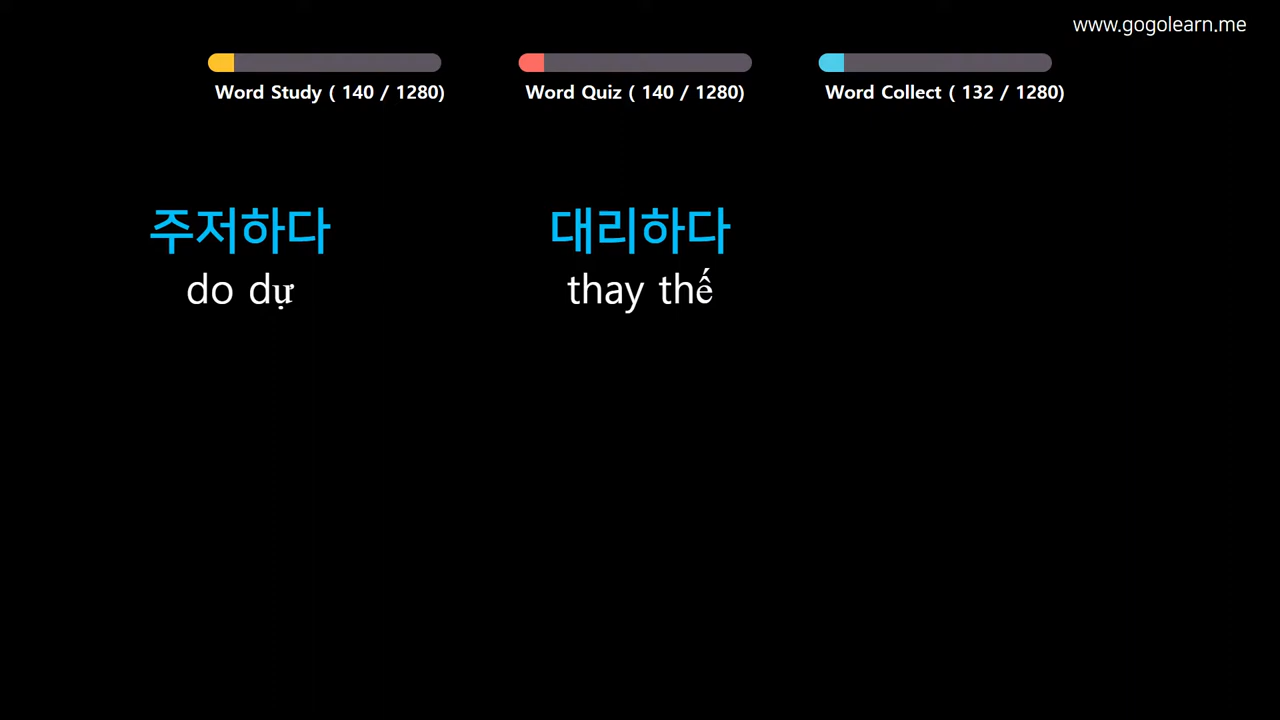 www.gogolearn.me
Word Study ( 140 / 1280)
Word Quiz ( 140 / 1280)
Word Collect ( 132 / 1280)
주저하다
do dự
대리하다
thay thế